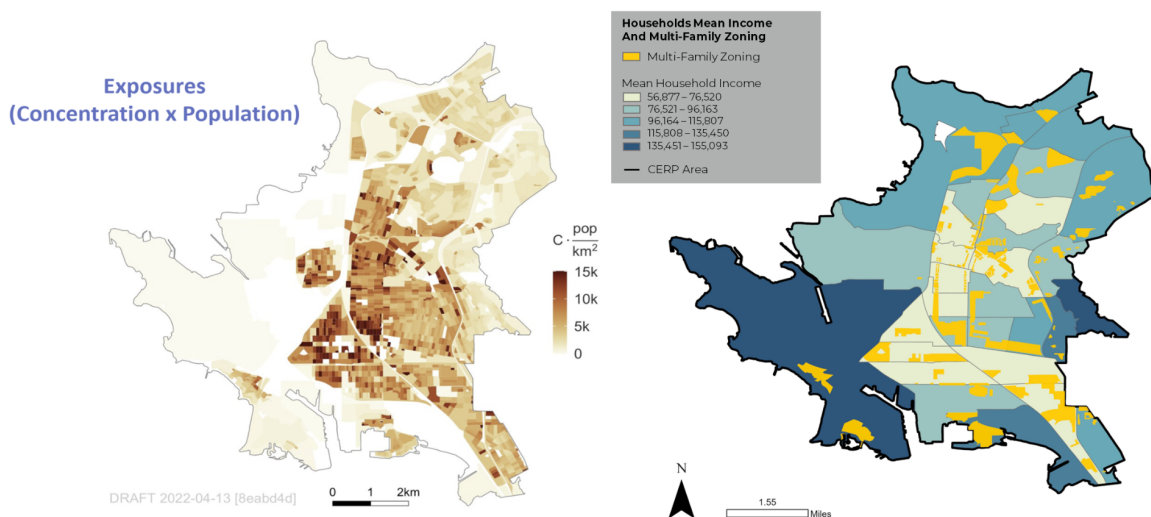 Exposures
(Concentration x Population)
C · pop
km²
15k
10k
5k
0
DRAFT 2022-04-13 [8eabd4d]
0 1 2km
Households Mean Income
And Multi-Family Zoning
Multi-Family Zoning
Mean Household Income
56,877 – 76,520
76,521 – 96,163
96,164 – 115,807
115,808 – 135,450
135,451 – 155,093
CERP Area
N
1.55
Miles